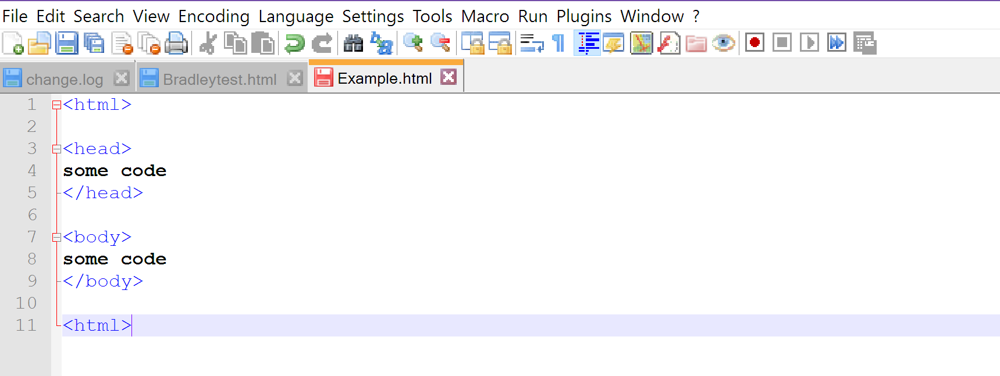 File Edit Search View Encoding Language Settings Tools Macro Run Plugins Window ?
change.log Bradleytest.html Example.html
1 <html>
2
3 <head>
4 some code
5 </head>
6
7 <body>
8 some code
9 </body>
10
11 <html>